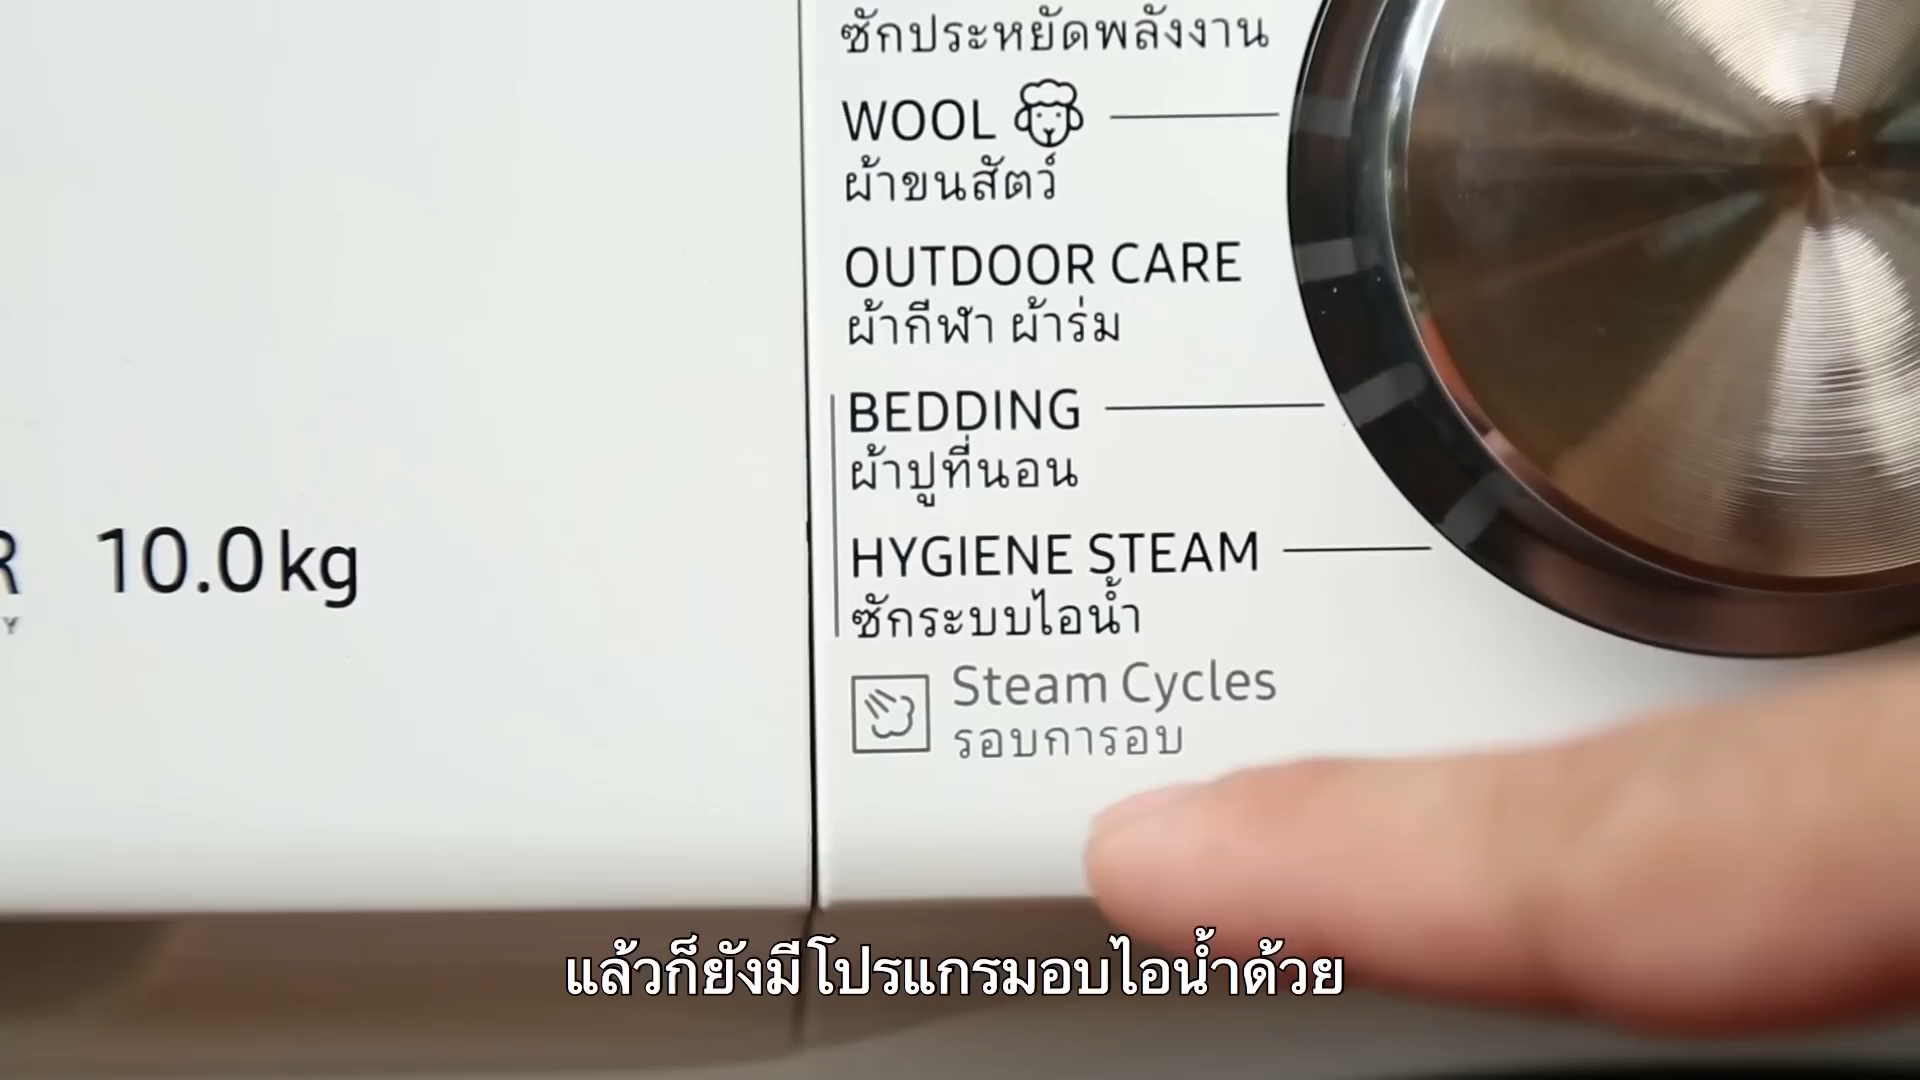 ซักประหยัดพลังงาน
WOOL
ผ้าขนสัตว์
OUTDOOR CARE
ผ้ากีฬา ผ้าร่ม
BEDDING
ผ้าปูที่นอน
R 10.0 kg
Y
HYGIENE STEAM
ซักระบบไอน้ำ
Steam Cycles
รอบการอบ
แล้วก็ยังมีโปรแกรมอบไอน้ำด้วย